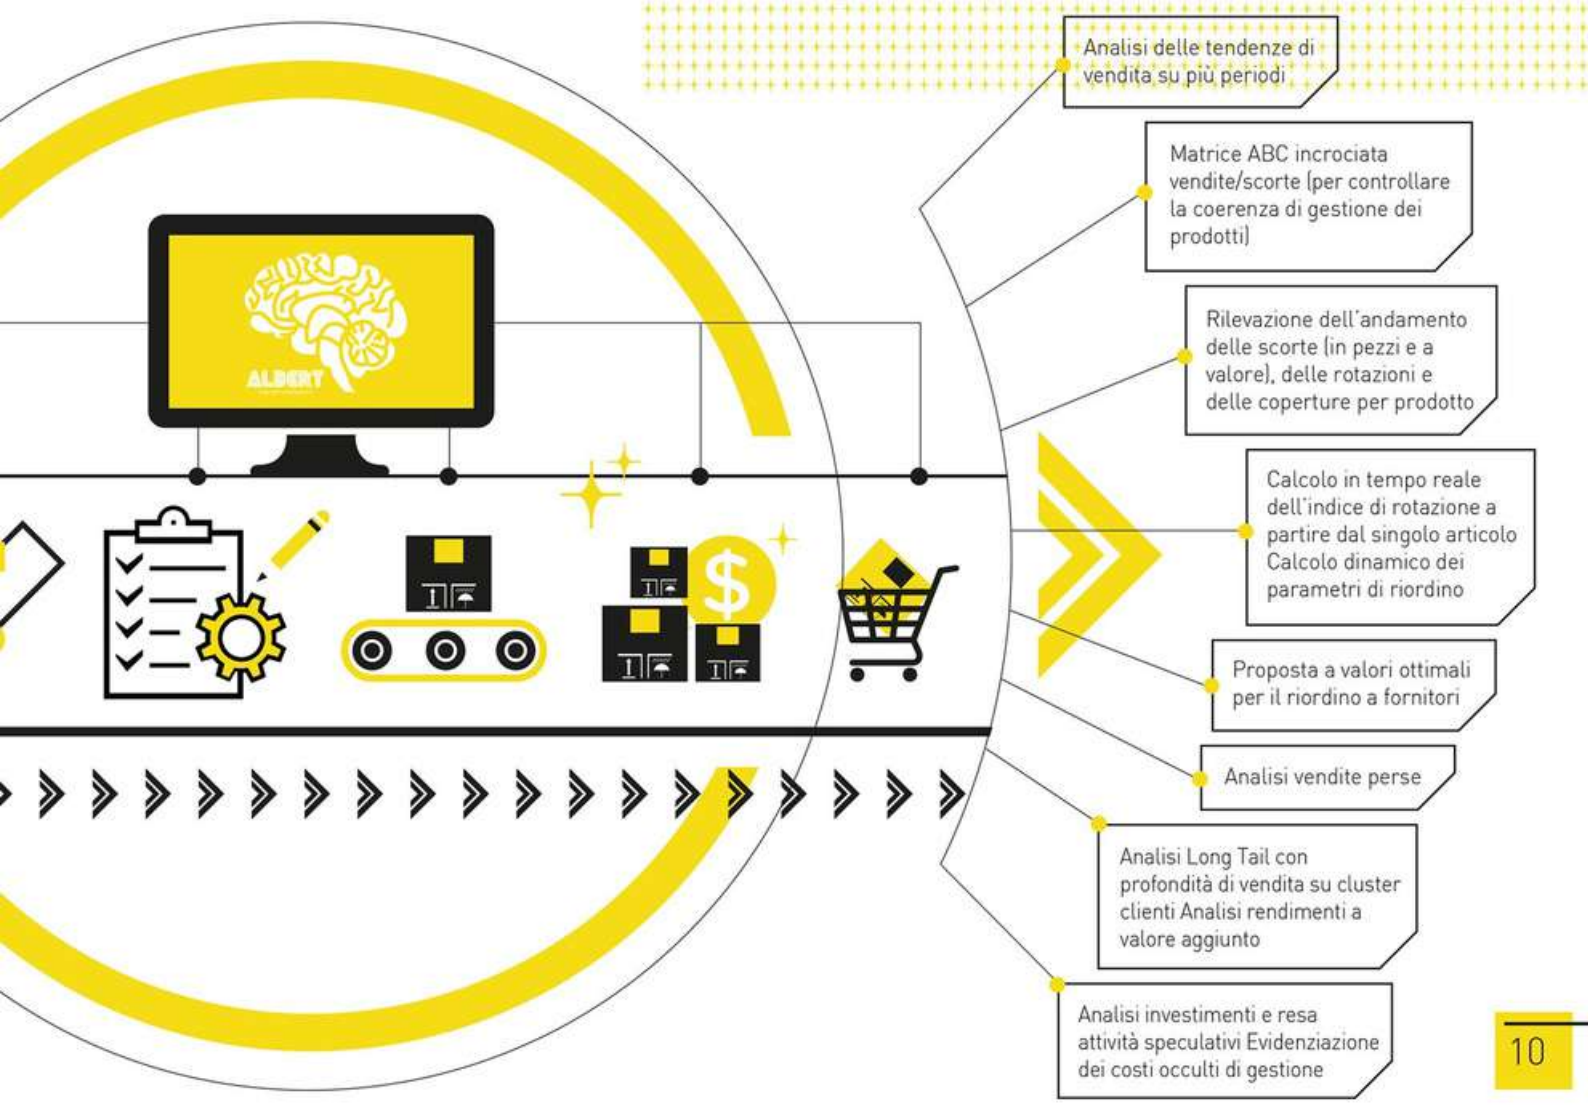 ALBERT
$
Analisi delle tendenze di
vendita su più periodi
Matrice ABC incrociata
vendite/scorte (per controllare
la coerenza di gestione dei
prodotti)
Rilevazione dell'andamento
delle scorte (in pezzi e a
valore), delle rotazioni e
delle coperture per prodotto
Calcolo in tempo reale
dell'indice di rotazione a
partire dal singolo articolo
Calcolo dinamico dei
parametri di riordino
Proposta a valori ottimali
per il riordino a fornitori
Analisi vendite perse
Analisi Long Tail con
profondità di vendita su cluster
clienti Analisi rendimenti a
valore aggiunto
Analisi investimenti e resa
attività speculativi Evidenziazione
dei costi occulti di gestione
10